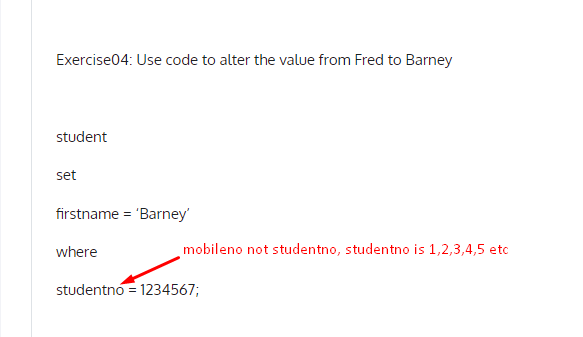 Exercise04: Use code to alter the value from Fred to Barney
student
set
firstname = ‘Barney’
where
mobileno not studentno, studentno is 1,2,3,4,5 etc
studentno = 1234567;